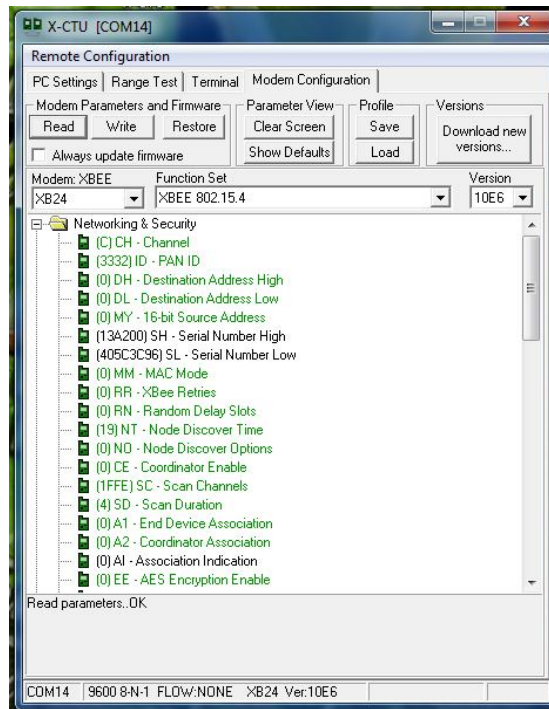 X-CTU [COM14]
Remote Configuration
PC Settings Range Test Terminal Modem Configuration
Modem Parameters and Firmware Parameter View Profile Versions
Read Write Restore Clear Screen Save Download new versions...
Always update firmware Show Defaults Load
Modem: XBEE Function Set Version
XB24 XBEE 802.15.4 10E6
Networking & Security
(C) CH - Channel
(3332) ID - PAN ID
(0) DH - Destination Address High
(0) DL - Destination Address Low
(0) MY - 16-bit Source Address
(13A200) SH - Serial Number High
(405C3C96) SL - Serial Number Low
(0) MM - MAC Mode
(0) RR - XBee Retries
(0) RN - Random Delay Slots
(19) NT - Node Discover Time
(0) NO - Node Discover Options
(0) CE - Coordinator Enable
(1FFE) SC - Scan Channels
(4) SD - Scan Duration
(0) A1 - End Device Association
(0) A2 - Coordinator Association
(0) AI - Association Indication
(0) EE - AES Encryption Enable
Read parameters..OK
COM14 9600 8-N-1 FLOW:NONE XB24 Ver:10E6